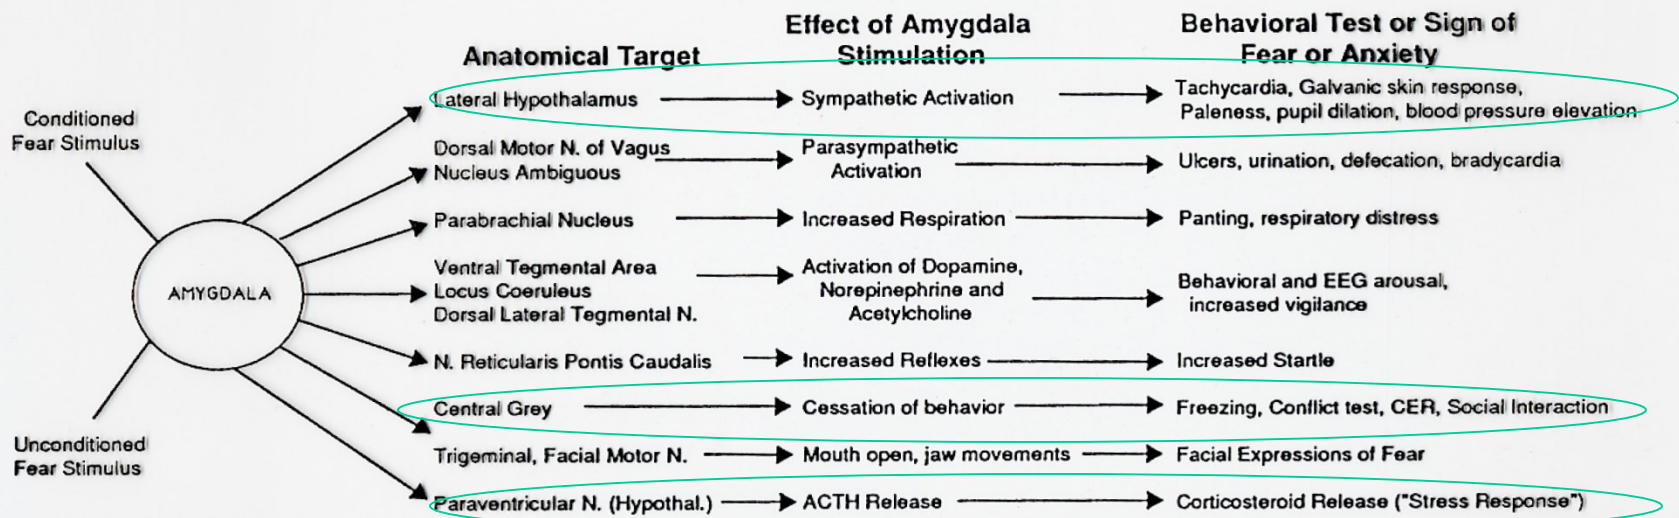 Anatomical Target
Effect of Amygdala
Stimulation
Behavioral Test or Sign of
Fear or Anxiety
Conditioned
Fear Stimulus
AMYGDALA
Unconditioned
Fear Stimulus
Lateral Hypothalamus
Sympathetic Activation
Tachycardia, Galvanic skin response,
Paleness, pupil dilation, blood pressure elevation
Dorsal Motor N. of Vagus
Nucleus Ambiguous
Parasympathetic
Activation
Ulcers, urination, defecation, bradycardia
Parabrachial Nucleus
Increased Respiration
Panting, respiratory distress
Ventral Tegmental Area
Locus Coeruleus
Dorsal Lateral Tegmental N.
Activation of Dopamine,
Norepinephrine and
Acetylcholine
Behavioral and EEG arousal,
increased vigilance
N. Reticularis Pontis Caudalis
Increased Reflexes
Increased Startle
Central Grey
Cessation of behavior
Freezing, Conflict test, CER, Social Interaction
Trigeminal, Facial Motor N.
Mouth open, jaw movements
Facial Expressions of Fear
Paraventricular N. (Hypothal.)
ACTH Release
Corticosteroid Release ("Stress Response")